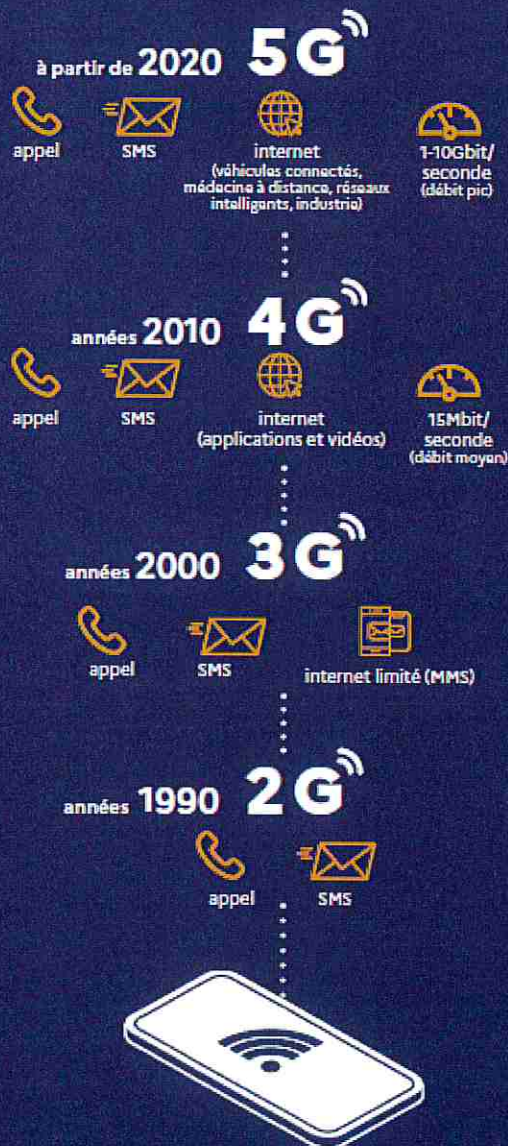 à partir de 2020 5G
appel
SMS
internet
(véhicules connectés,
médecine à distance, réseaux
intelligents, industrie)
1-10Gbit/
seconde
(débit pic)
années 2010 4G
appel
SMS
internet
(applications et vidéos)
15Mbit/
seconde
(débit moyen)
années 2000 3G
appel
SMS
internet limité (MMS)
années 1990 2G
appel
SMS